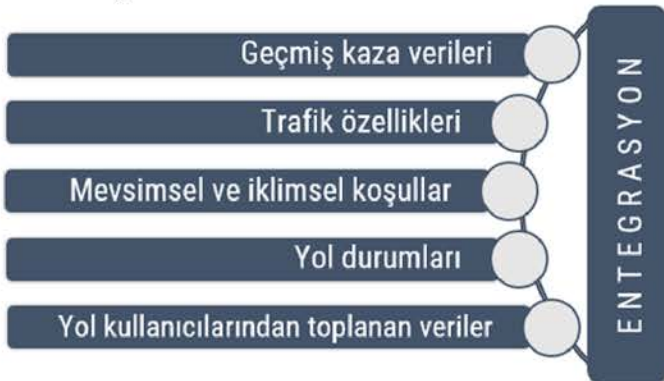 Geçmiş kaza verileri
Trafik özellikleri
Mevsimsel ve iklimsel koşullar
Yol durumları
Yol kullanıcılarından toplanan veriler
ENTEGRASYON